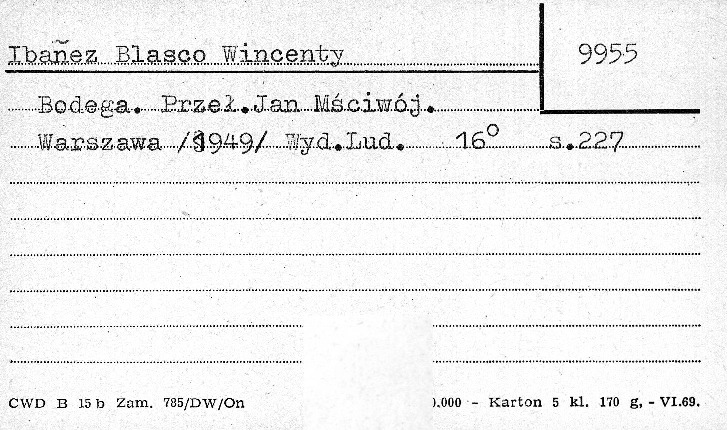 Ibañez Blasco Wincenty 9955
Bodega. Przeł.Jan Mściwój.
Warszawa /1949/ Wyd.Lud. 16° s.227
CWD B 15 b Zam. 785/DW/On ).000 - Karton 5 kl. 170 g, - VI.69.